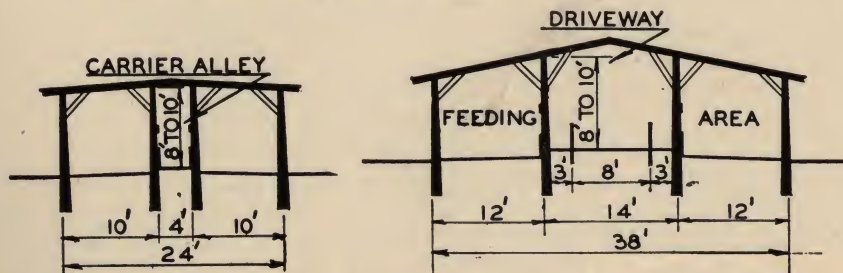 CARRIER ALLEY
8' TO 10'
10' 4' 10'
24'
DRIVEWAY
8' TO 10'
FEEDING AREA
3' 8' 3'
12' 14' 12'
38'